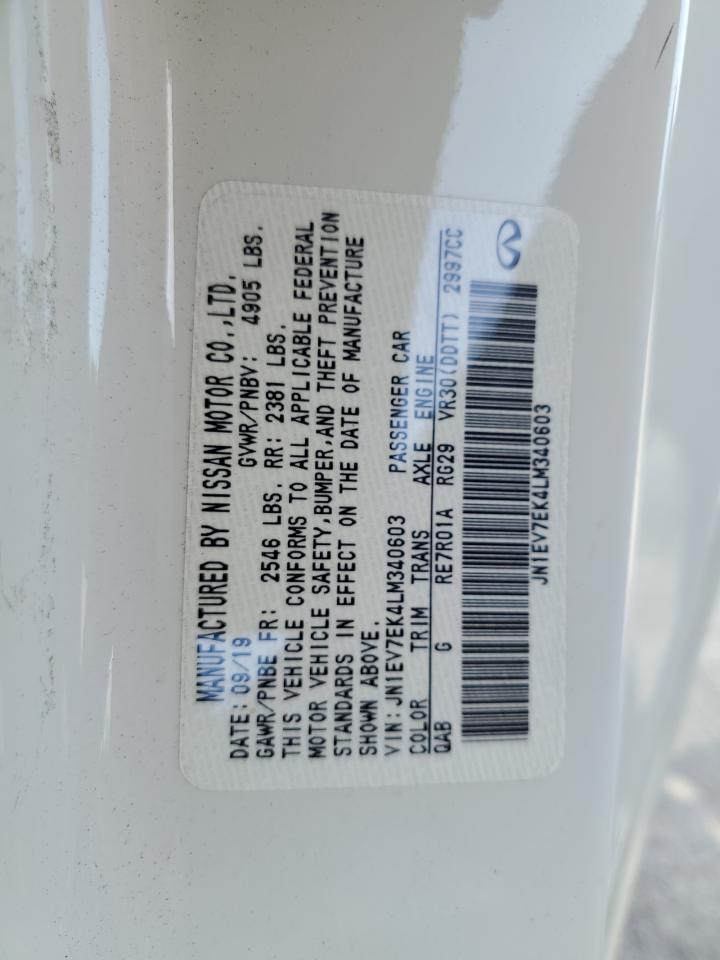 MANUFACTURED BY NISSAN MOTOR CO.,LTD.
DATE: 09/19 GVWR/PNBV: 4905 LBS.
GAWR/PNBE FR: 2546 LBS. RR: 2381 LBS.
THIS VEHICLE CONFORMS TO ALL APPLICABLE FEDERAL
MOTOR VEHICLE SAFETY,BUMPER,AND THEFT PREVENTION
STANDARDS IN EFFECT ON THE DATE OF MANUFACTURE
SHOWN ABOVE.
VIN: JN1EV7EK4LM340603 PASSENGER CAR
COLOR TRIM TRANS AXLE ENGINE
QAB G RE7R01A RG29 VR30(DDTT) 2997CC
JN1EV7EK4LM340603